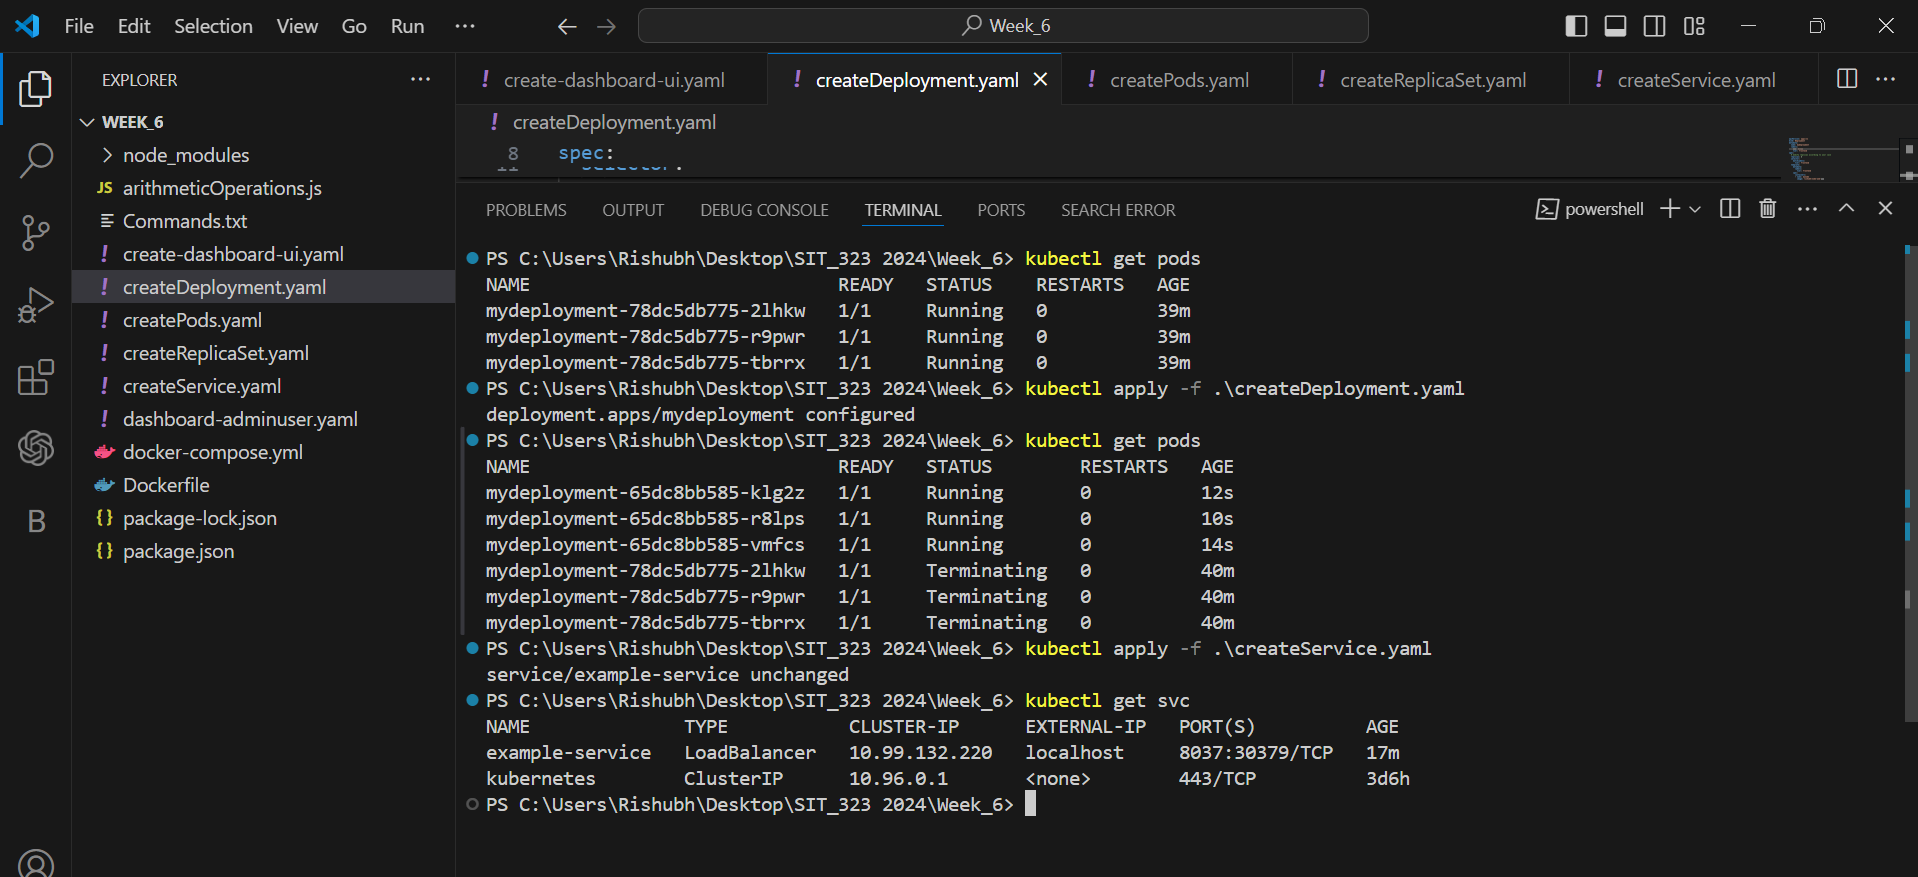 File Edit Selection View Go Run ···
Week_6
EXPLORER ···
WEEK_6
node_modules
JS arithmeticOperations.js
Commands.txt
! create-dashboard-ui.yaml
! createDeployment.yaml
! createPods.yaml
! createReplicaSet.yaml
! createService.yaml
! dashboard-adminuser.yaml
docker-compose.yml
Dockerfile
{} package-lock.json
{} package.json
B
! create-dashboard-ui.yaml ! createDeployment.yaml ! createPods.yaml ! createReplicaSet.yaml ! createService.yaml ···
! createDeployment.yaml
8 spec:
11 selector:
PROBLEMS OUTPUT DEBUG CONSOLE TERMINAL PORTS SEARCH ERROR powershell ···
PS C:\Users\Rishubh\Desktop\SIT_323 2024\Week_6> kubectl get pods
NAME READY STATUS RESTARTS AGE
mydeployment-78dc5db775-2lhkw 1/1 Running 0 39m
mydeployment-78dc5db775-r9pwr 1/1 Running 0 39m
mydeployment-78dc5db775-tbrrx 1/1 Running 0 39m
PS C:\Users\Rishubh\Desktop\SIT_323 2024\Week_6> kubectl apply -f .\createDeployment.yaml
deployment.apps/mydeployment configured
PS C:\Users\Rishubh\Desktop\SIT_323 2024\Week_6> kubectl get pods
NAME READY STATUS RESTARTS AGE
mydeployment-65dc8bb585-klg2z 1/1 Running 0 12s
mydeployment-65dc8bb585-r8lps 1/1 Running 0 10s
mydeployment-65dc8bb585-vmfcs 1/1 Running 0 14s
mydeployment-78dc5db775-2lhkw 1/1 Terminating 0 40m
mydeployment-78dc5db775-r9pwr 1/1 Terminating 0 40m
mydeployment-78dc5db775-tbrrx 1/1 Terminating 0 40m
PS C:\Users\Rishubh\Desktop\SIT_323 2024\Week_6> kubectl apply -f .\createService.yaml
service/example-service unchanged
PS C:\Users\Rishubh\Desktop\SIT_323 2024\Week_6> kubectl get svc
NAME TYPE CLUSTER-IP EXTERNAL-IP PORT(S) AGE
example-service LoadBalancer 10.99.132.220 localhost 8037:30379/TCP 17m
kubernetes ClusterIP 10.96.0.1 <none> 443/TCP 3d6h
PS C:\Users\Rishubh\Desktop\SIT_323 2024\Week_6>